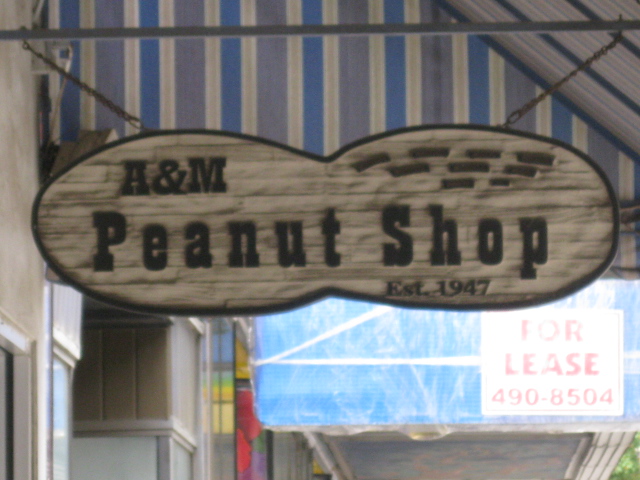 A&M
Peanut Shop
Est. 1947
FOR
LEASE
490-8504